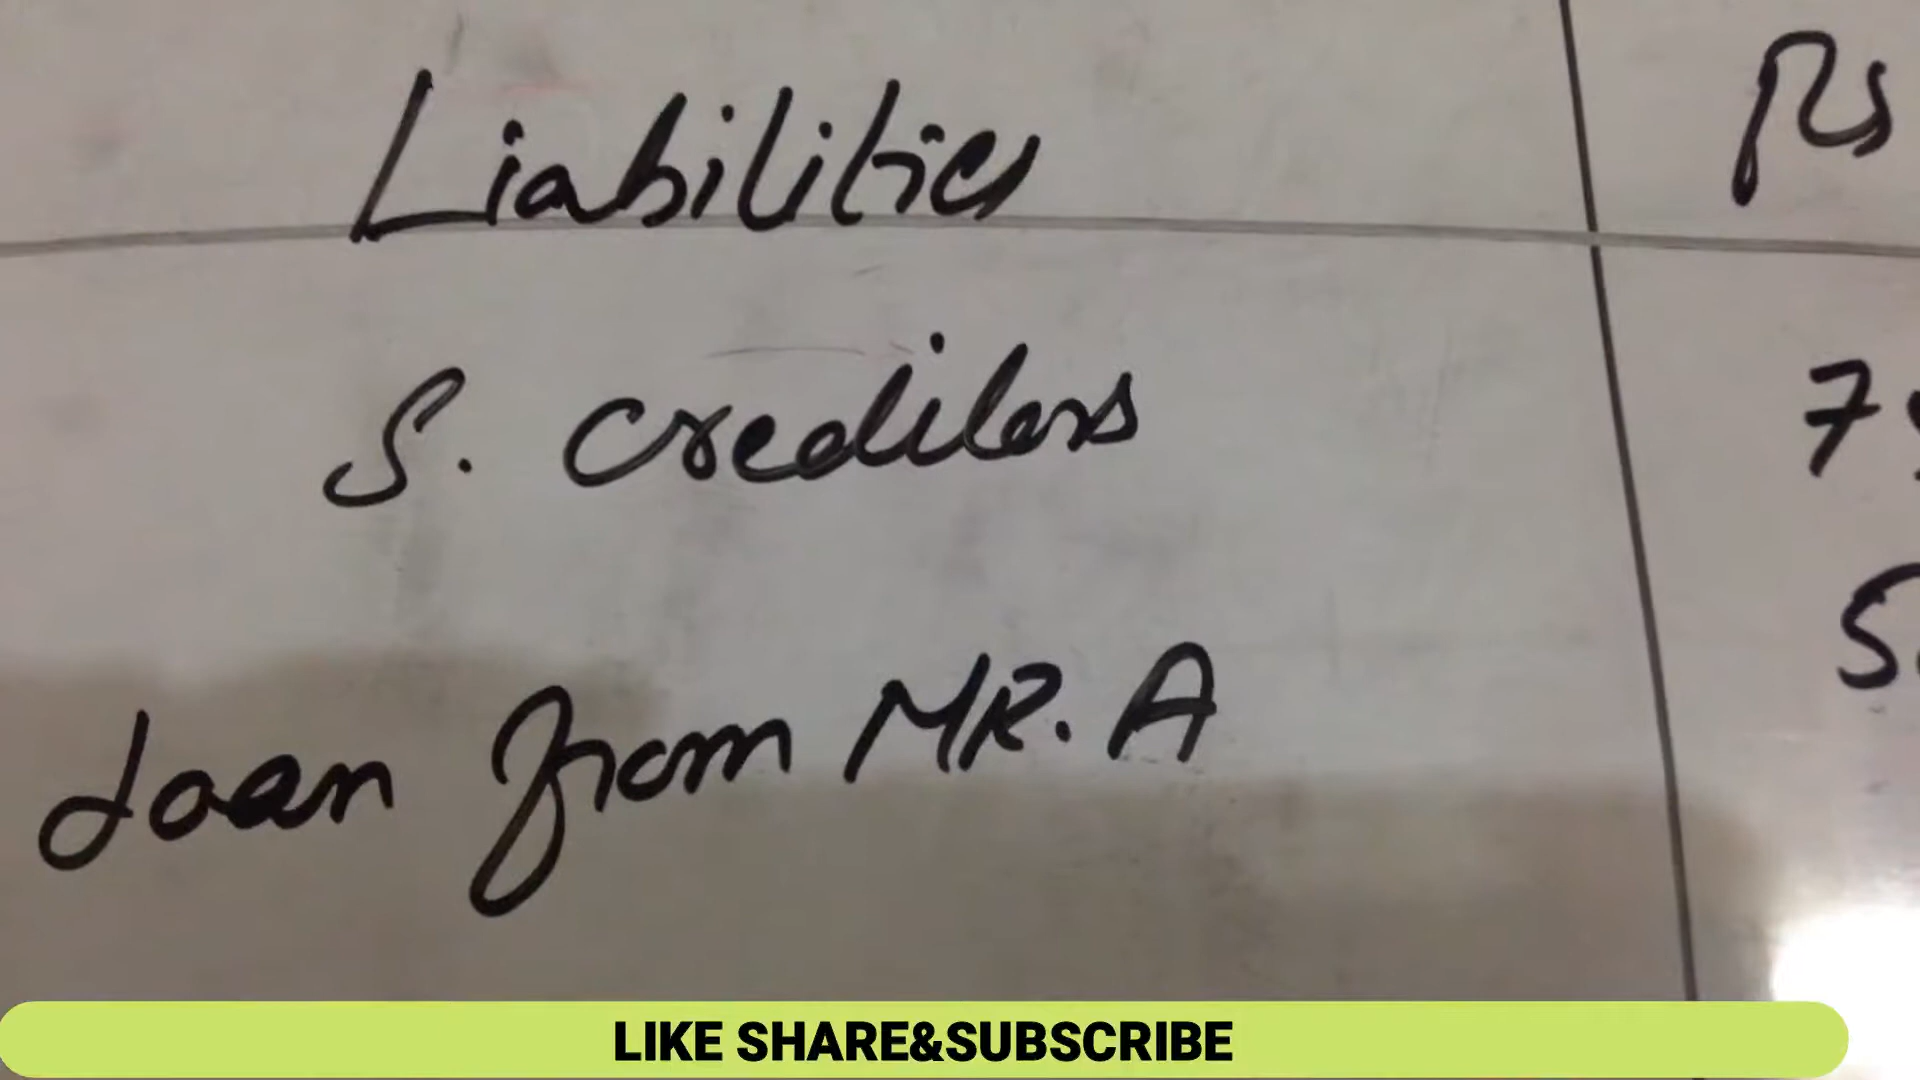 Liabilities Rs
S. Creditors 7
Loan from MR. A 5
LIKE SHARE&SUBSCRIBE